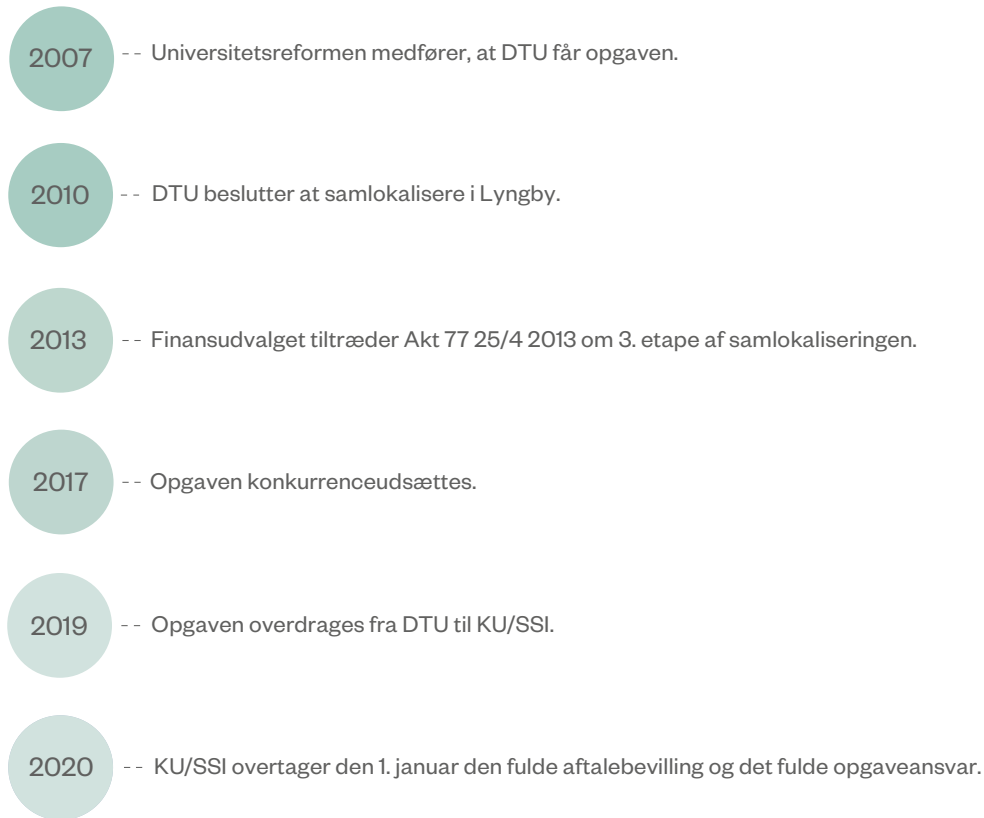 2007 -- Universitetsreformen medfører, at DTU får opgaven.
2010 -- DTU beslutter at samlokalisere i Lyngby.
2013 -- Finansudvalget tiltræder Akt 77 25/4 2013 om 3. etape af samlokaliseringen.
2017 -- Opgaven konkurrenceudsættes.
2019 -- Opgaven overdrages fra DTU til KU/SSI.
2020 -- KU/SSI overtager den 1. januar den fulde aftalebevilling og det fulde opgaveansvar.